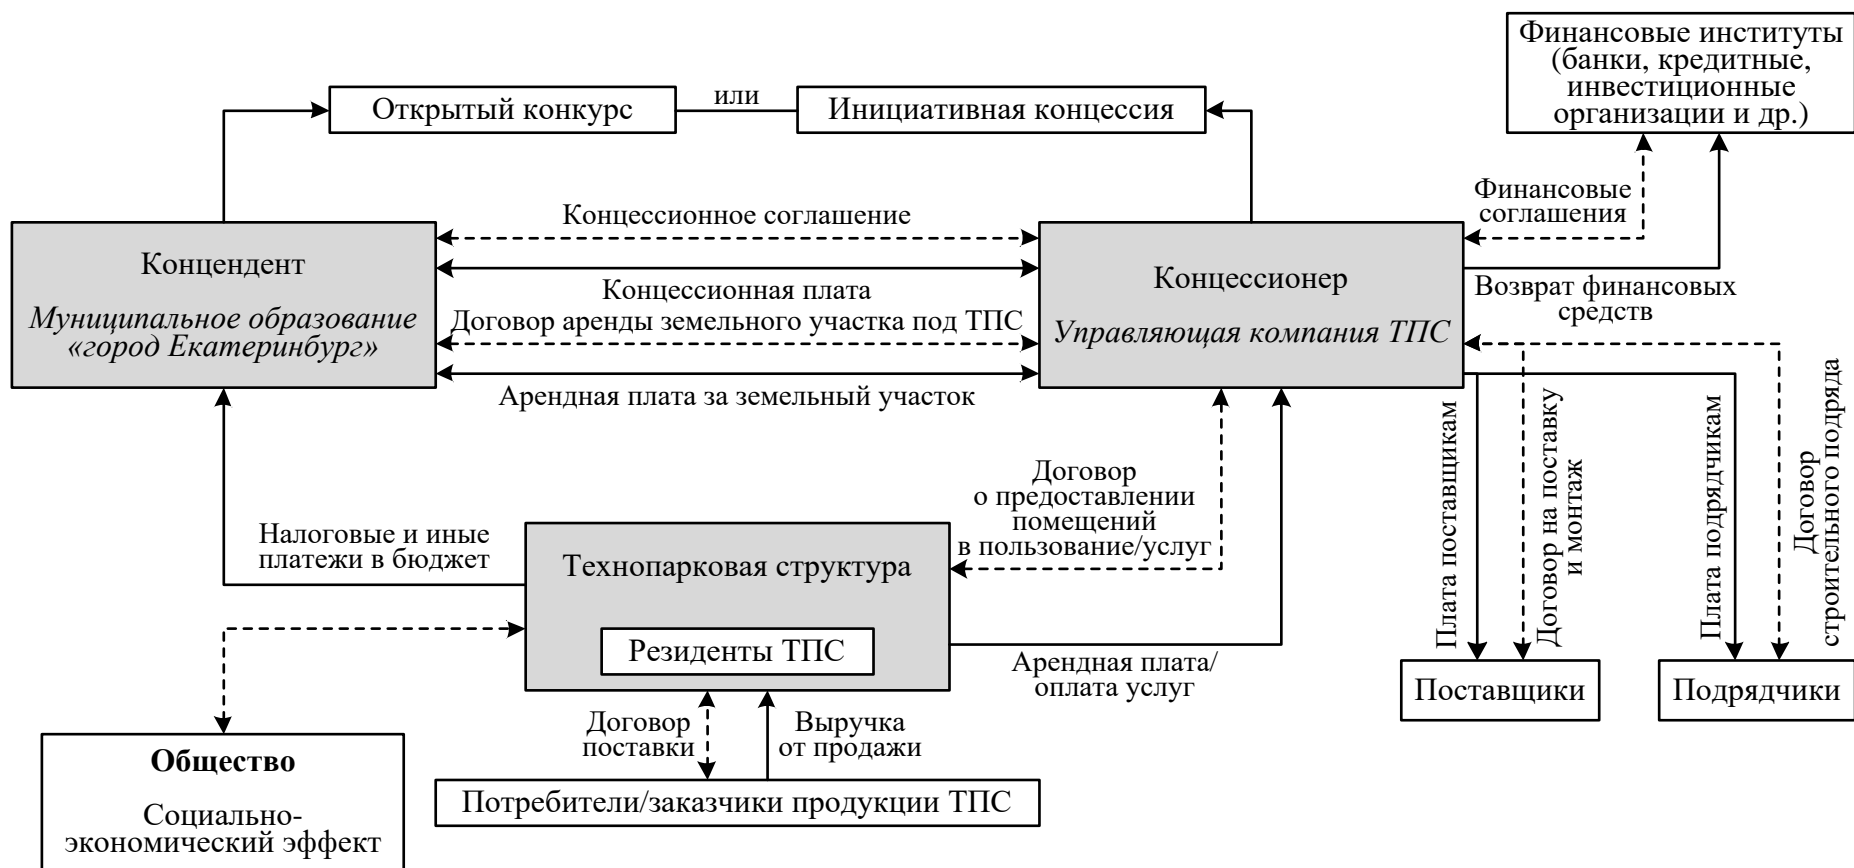 Финансовые институты
(банки, кредитные,
инвестиционные
организации и др.)
Открытый конкурс
или
Инициативная концессия
Финансовые
соглашения
Концессионное соглашение
Концендент
Муниципальное образование
«город Екатеринбург»
Концессионная плата
Договор аренды земельного участка под ТПС
Арендная плата за земельный участок
Концессионер
Управляющая компания ТПС
Возврат финансовых
средств
Плата поставщикам
Договор на поставку
и монтаж
Плата подрядчикам
Договор
строительного подряда
Договор
о предоставлении
помещений
в пользование/услуг
Налоговые и иные
платежи в бюджет
Технопарковая структура
Резиденты ТПС
Арендная плата/
оплата услуг
Поставщики
Подрядчики
Договор
поставки
Выручка
от продажи
Общество
Социально-
экономический эффект
Потребители/заказчики продукции ТПС